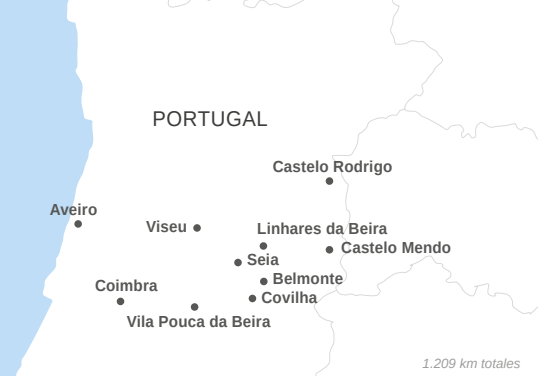 PORTUGAL
Castelo Rodrigo
Aveiro
Viseu
Linhares da Beira
Castelo Mendo
Seia
Belmonte
Coimbra
Covilha
Vila Pouca da Beira
1.209 km totales